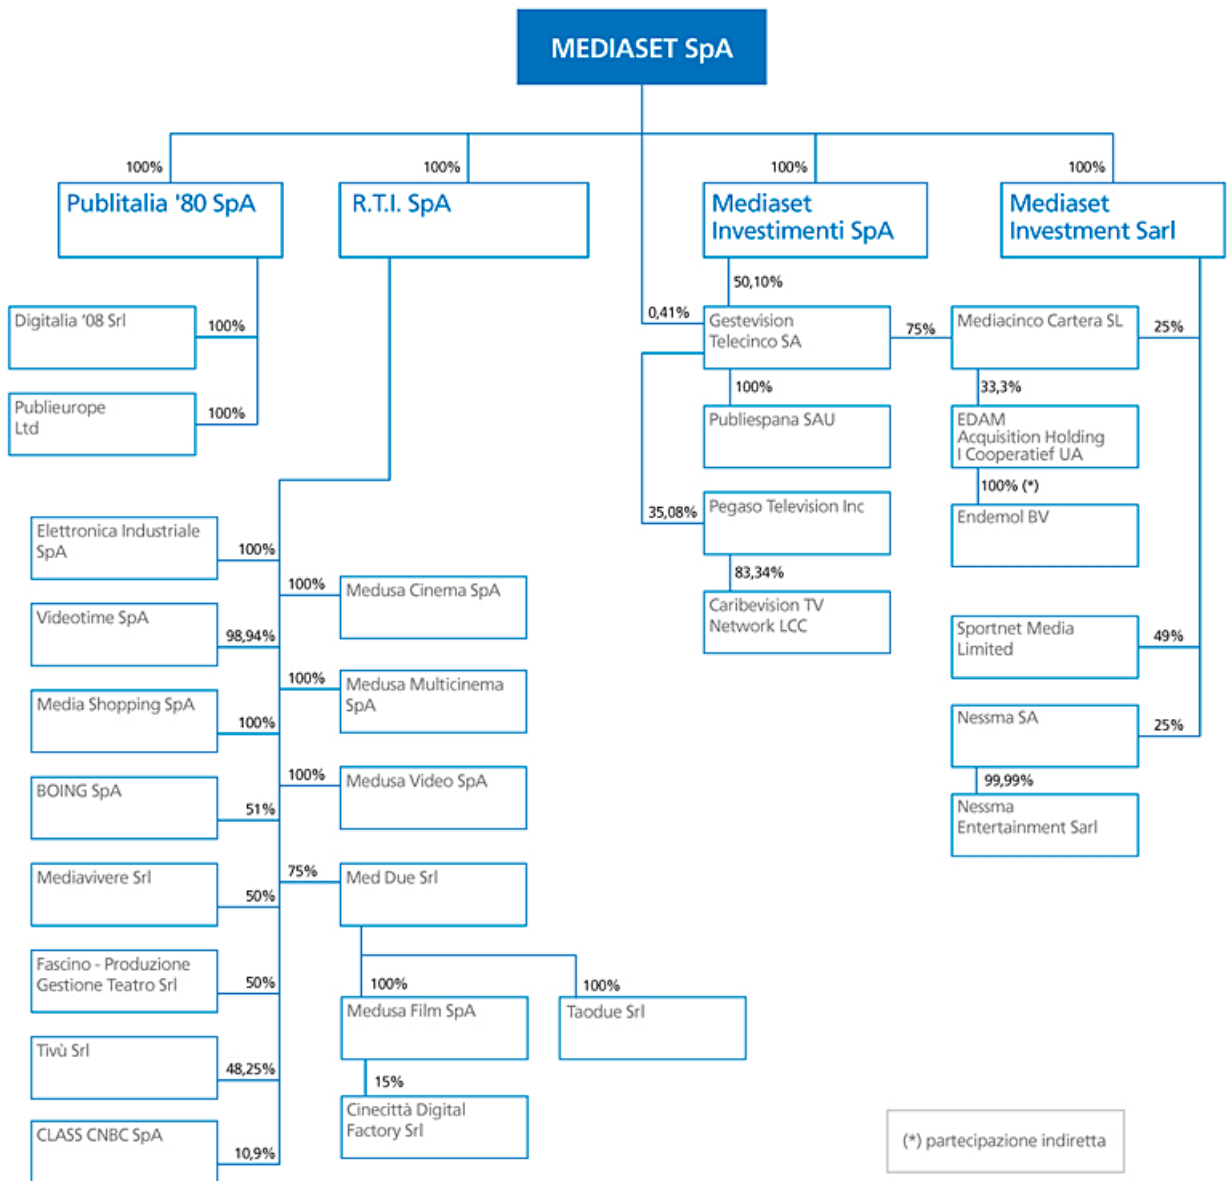 MEDIASET SpA
100%
100%
100%
100%
Publitalia '80 SpA
R.T.I. SpA
Mediaset
Investimenti SpA
Mediaset
Investment Sarl
50,10%
0,41%
Digitalia '08 Srl
100%
Gestevision
Telecinco SA
75%
Mediacinco Cartera SL
25%
100%
33,3%
Publieurope
Ltd
100%
Publiespana SAU
EDAM
Acquisition Holding
I Cooperatief UA
100% (*)
35,08%
Pegaso Television Inc
Endemol BV
83,34%
Caribevision TV
Network LCC
Sportnet Media
Limited
49%
Nessma SA
25%
99,99%
Nessma
Entertainment Sarl
Elettronica Industriale
SpA
100%
100%
Medusa Cinema SpA
Videotime SpA
98,94%
100%
Medusa Multicinema
SpA
Media Shopping SpA
100%
100%
Medusa Video SpA
BOING SpA
51%
75%
Med Due Srl
Mediavivere Srl
50%
Fascino - Produzione
Gestione Teatro Srl
50%
100%
100%
Medusa Film SpA
Taodue Srl
Tivù Srl
48,25%
15%
Cinecittà Digital
Factory Srl
CLASS CNBC SpA
10,9%
(*) partecipazione indiretta